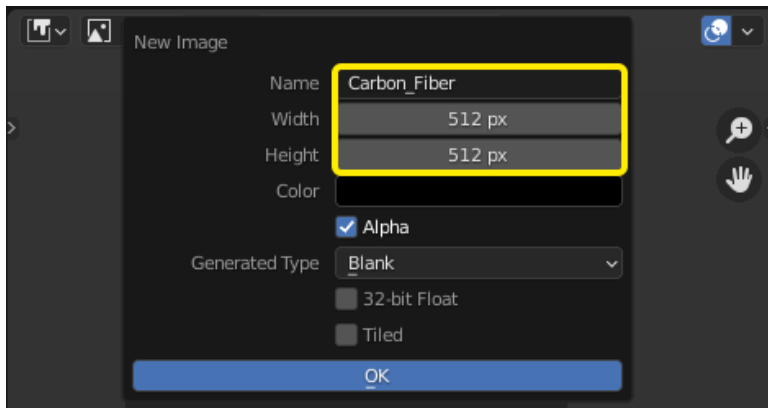 New Image
Name Carbon_Fiber
Width 512 px
Height 512 px
Color
Alpha
Generated Type Blank
32-bit Float
Tiled
OK